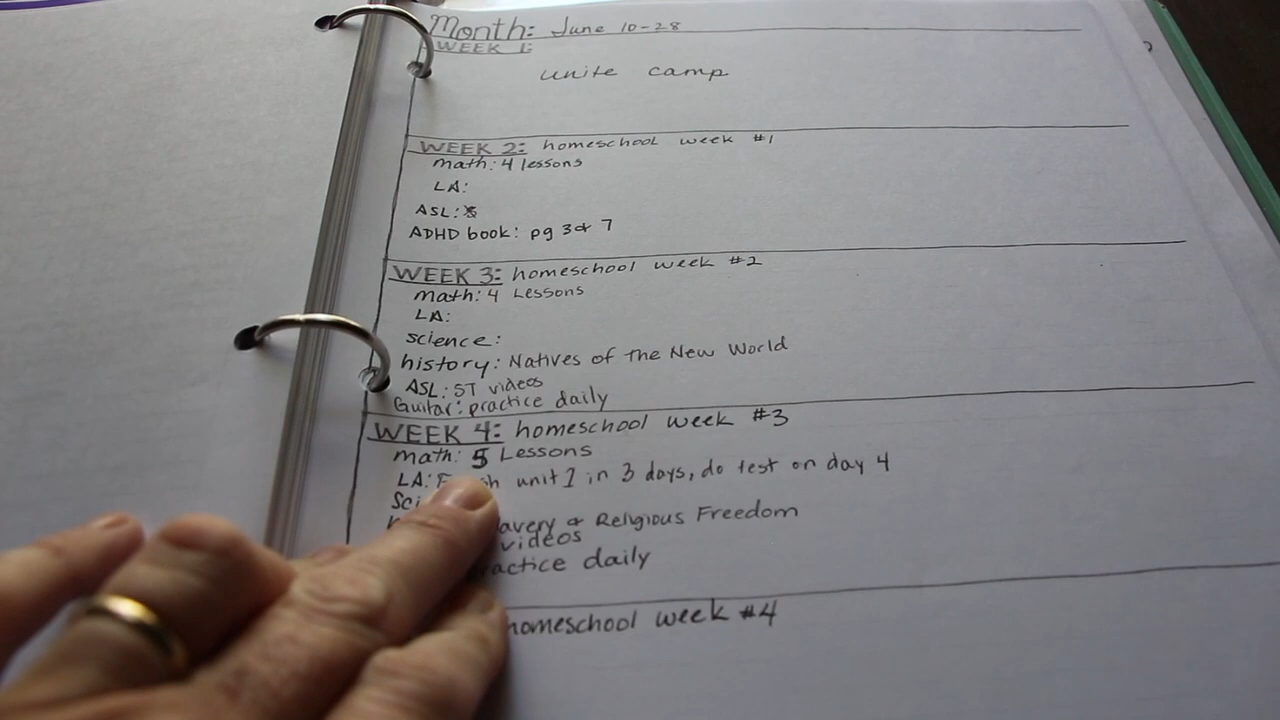 Month: June 10-28
WEEK 1:
unite camp
WEEK 2: homeschool week #1
math: 4 lessons
LA:
ASL:
ADHD book: pg 3 & 7
WEEK 3: homeschool week #2
math: 4 Lessons
LA:
science:
history: Natives of the New World
ASL: ST videos
Guitar: practice daily
WEEK 4: homeschool week #3
math: 5 Lessons
LA: unit 1 in 3 days, do test on day 4
& Religious Freedom
videos
daily
homeschool week #4